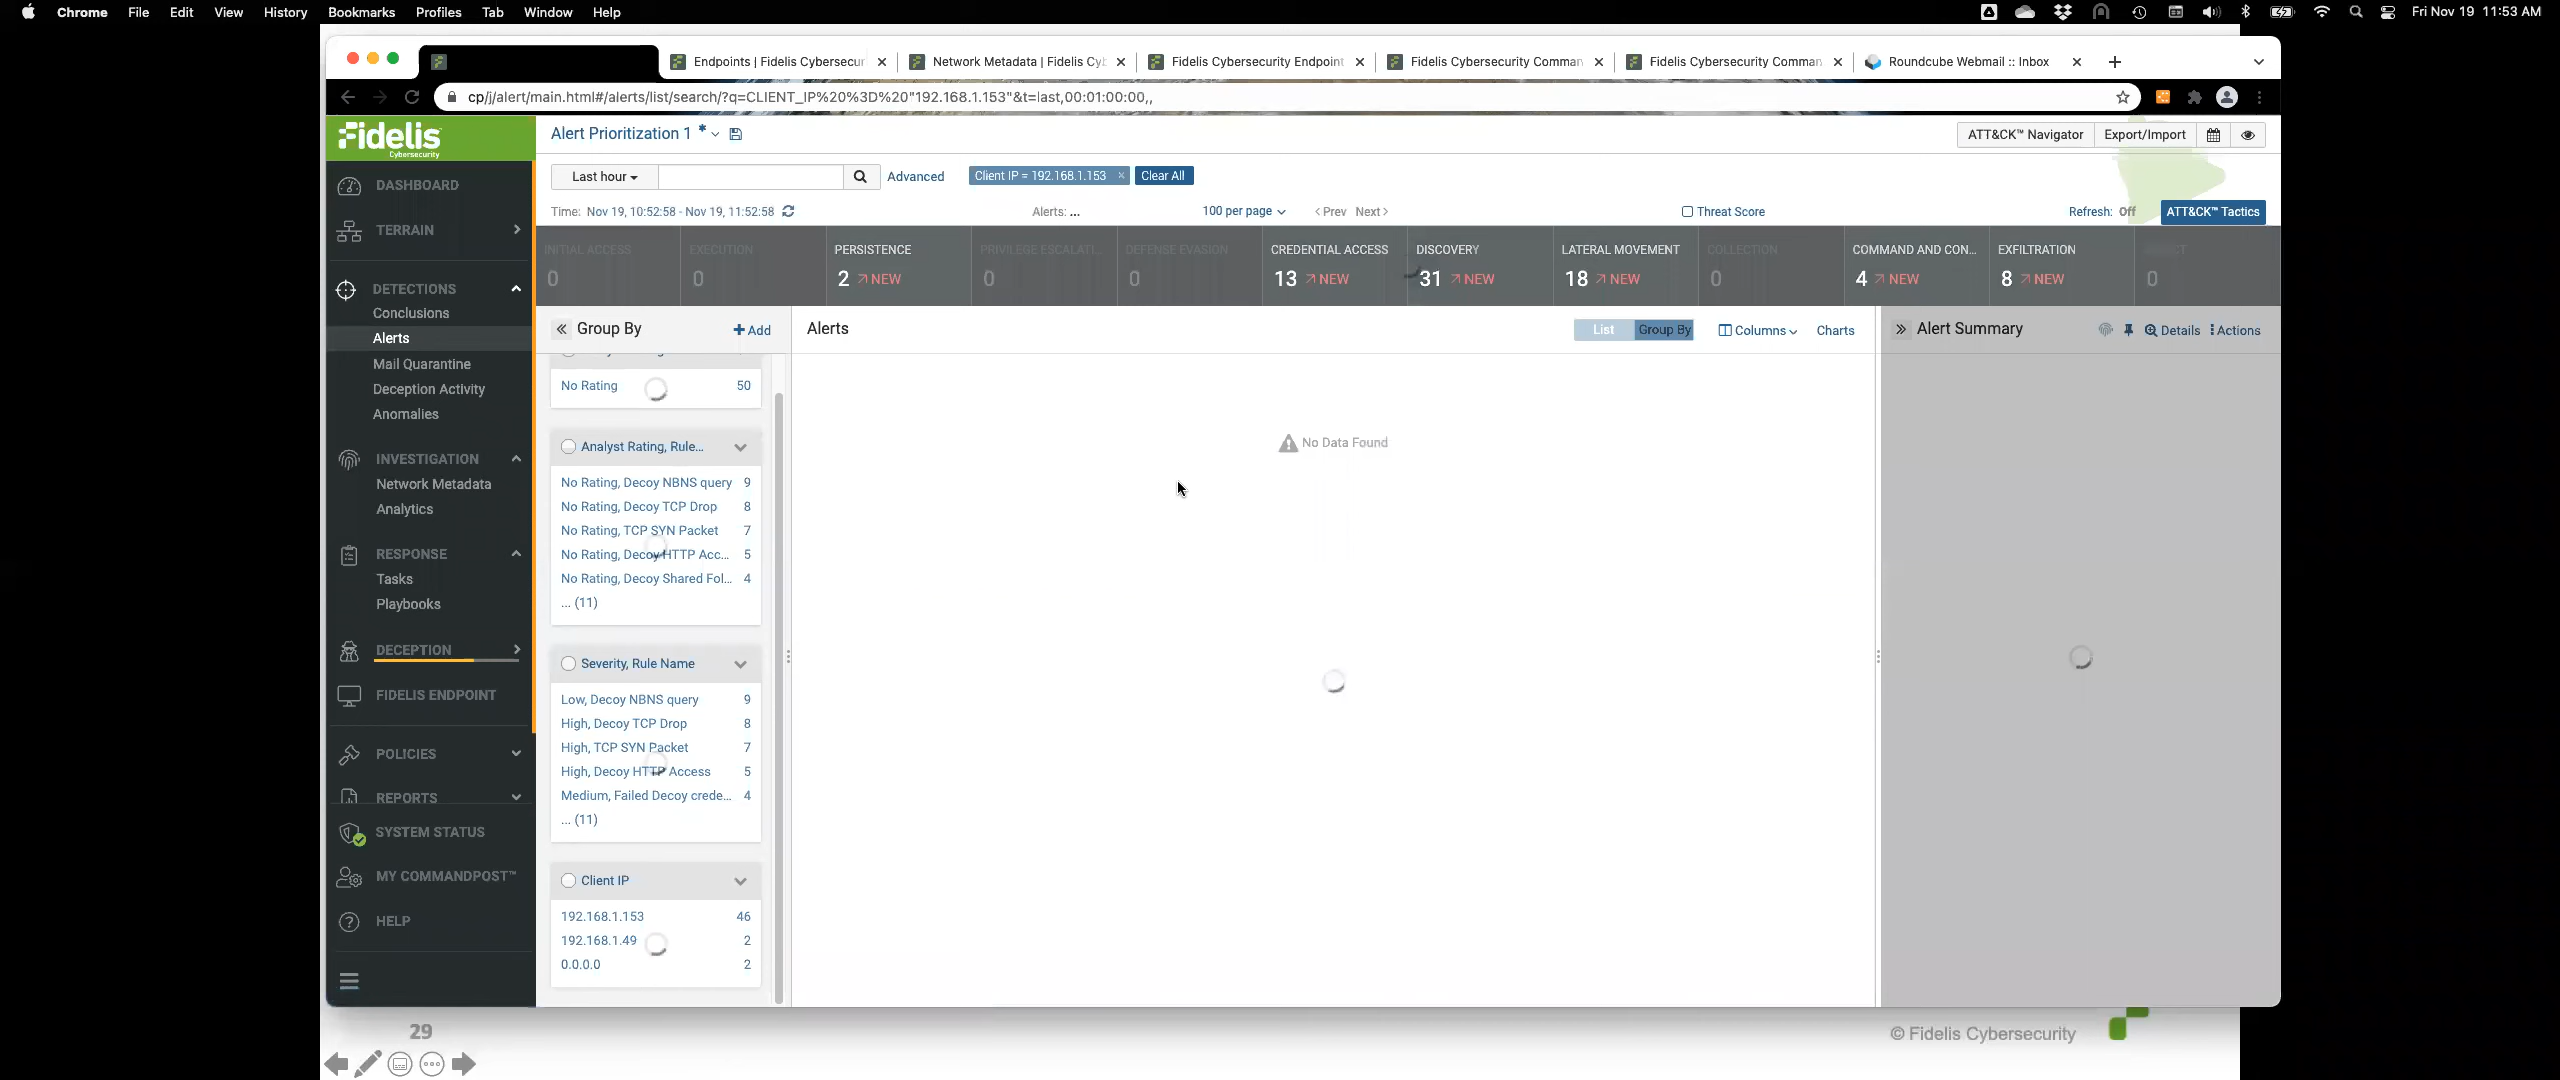 Chrome File Edit View History Bookmarks Profiles Tab Window Help Fri Nov 19 11:53 AM
Endpoints | Fidelis Cybersecur Network Metadata | Fidelis Cyb Fidelis Cybersecurity Endpoint Fidelis Cybersecurity Comman Fidelis Cybersecurity Comman Roundcube Webmail :: Inbox
cp/j/alert/main.html#/alerts/list/search/?q=CLIENT_IP%20%3D%20"192.168.1.153"&t=last,00:01:00:00,,
Fidelis
Cybersecurity
Alert Prioritization 1 *
ATT&CK™ Navigator Export/Import
Last hour Advanced Client IP = 192.168.1.153 × Clear All
Time: Nov 19, 10:52:58 - Nov 19, 11:52:58 Alerts: ... 100 per page < Prev Next > Threat Score Refresh: Off ATT&CK™ Tactics
INITIAL ACCESS EXECUTION PERSISTENCE PRIVILEGE ESCALATI... DEFENSE EVASION CREDENTIAL ACCESS DISCOVERY LATERAL MOVEMENT COLLECTION COMMAND AND CON... EXFILTRATION
0 0 2 NEW 0 0 13 NEW 31 NEW 18 NEW 0 4 NEW 8 NEW 0
DASHBOARD
TERRAIN
DETECTIONS
Conclusions
Alerts
Mail Quarantine
Deception Activity
Anomalies
INVESTIGATION
Network Metadata
Analytics
RESPONSE
Tasks
Playbooks
DECEPTION
FIDELIS ENDPOINT
POLICIES
REPORTS
SYSTEM STATUS
MY COMMANDPOST™
HELP
« Group By + Add
No Rating 50
Analyst Rating, Rule...
No Rating, Decoy NBNS query 9
No Rating, Decoy TCP Drop 8
No Rating, TCP SYN Packet 7
No Rating, Decoy HTTP Acc... 5
No Rating, Decoy Shared Fol... 4
... (11)
Severity, Rule Name
Low, Decoy NBNS query 9
High, Decoy TCP Drop 8
High, TCP SYN Packet 7
High, Decoy HTTP Access 5
Medium, Failed Decoy crede... 4
... (11)
Client IP
192.168.1.153 46
192.168.1.49 2
0.0.0.0 2
Alerts List Group By Columns Charts
No Data Found
» Alert Summary Details Actions
29
© Fidelis Cybersecurity